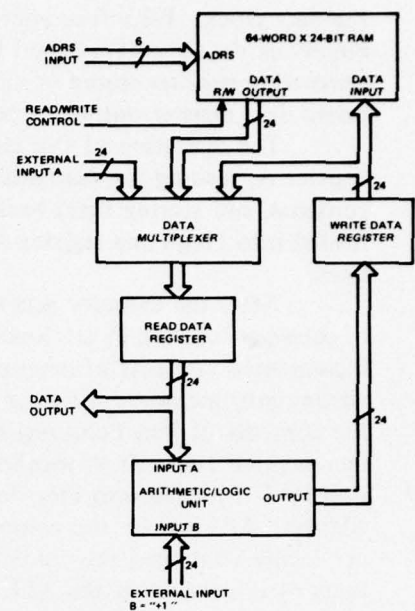 64-WORD X 24-BIT RAM
ADRS
INPUT
6
ADRS
DATA
OUTPUT
DATA
INPUT
R/W
READ/WRITE
CONTROL
24
24
EXTERNAL
INPUT A
24
24
DATA
MULTIPLEXER
WRITE DATA
REGISTER
READ DATA
REGISTER
24
DATA
OUTPUT
24
INPUT A
ARITHMETIC/LOGIC
UNIT
OUTPUT
INPUT B
24
EXTERNAL INPUT
B = "+1"